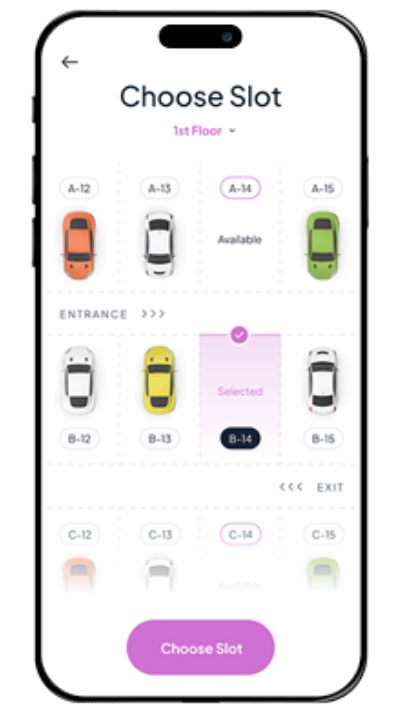 Choose Slot
1st Floor
A-12 A-13 A-14 A-15
Available
ENTRANCE >>>
Selected
B-12 B-13 B-14 B-15
<<< EXIT
C-12 C-13 C-14 C-15
Available
Choose Slot